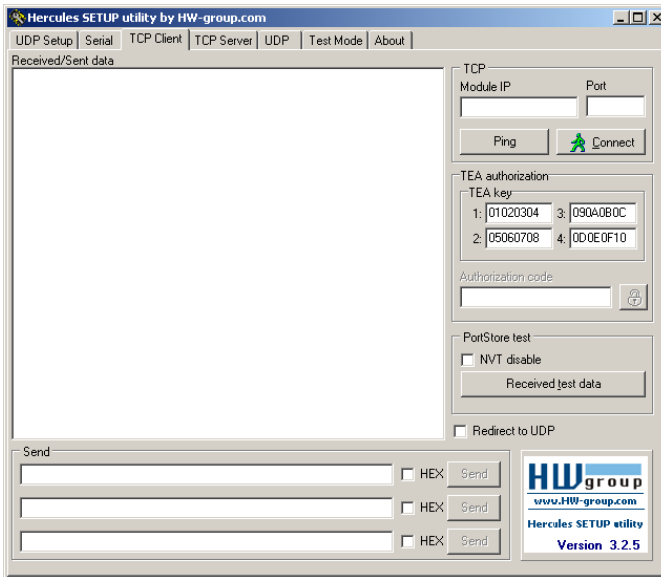 Hercules SETUP utility by HW-group.com
UDP Setup Serial TCP Client TCP Server UDP Test Mode About
Received/Sent data
TCP
Module IP Port
Ping Connect
TEA authorization
TEA key
1: 01020304 3: 090A0B0C
2: 05060708 4: 0D0E0F10
Authorization code
PortStore test
NVT disable
Received test data
Redirect to UDP
Send
HEX Send
HEX Send
HEX Send
HW group
www.HW-group.com
Hercules SETUP utility
Version 3.2.5